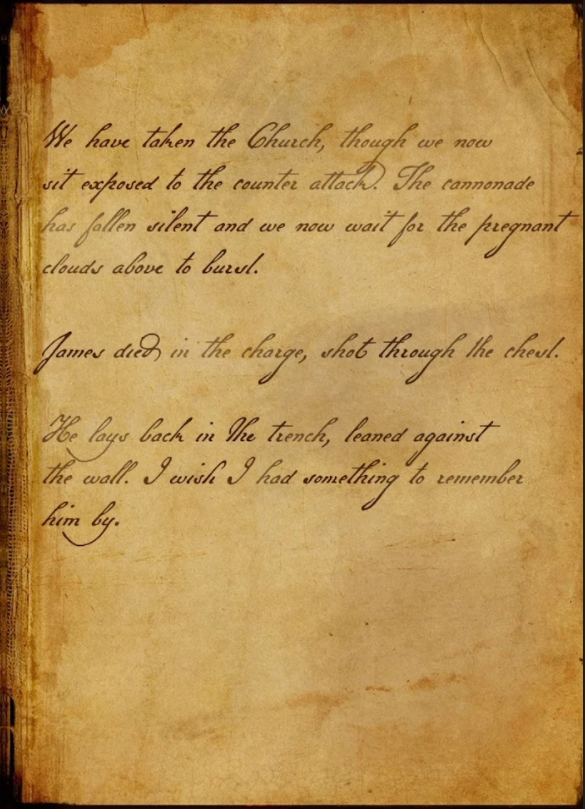 We have taken the Church, though we now
sit exposed to the counter attack. The cannonade
has fallen silent and we now wait for the pregnant
clouds above to burst.
James died in the charge, shot through the chest.
He lays back in the trench, leaned against
the wall. I wish I had something to remember
him by.